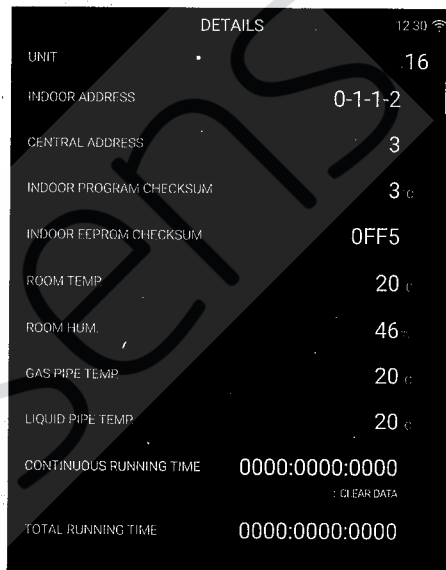 DETAILS 12:30
UNIT 16
INDOOR ADDRESS 0-1-1-2
CENTRAL ADDRESS 3
INDOOR PROGRAM CHECKSUM 3 C
INDOOR EEPROM CHECKSUM 0FF5
ROOM TEMP. 20 C
ROOM HUM. 46 %
GAS PIPE TEMP. 20 C
LIQUID PIPE TEMP. 20 C
CONTINUOUS RUNNING TIME 0000:0000:0000
: CLEAR DATA
TOTAL RUNNING TIME 0000:0000:0000
sens